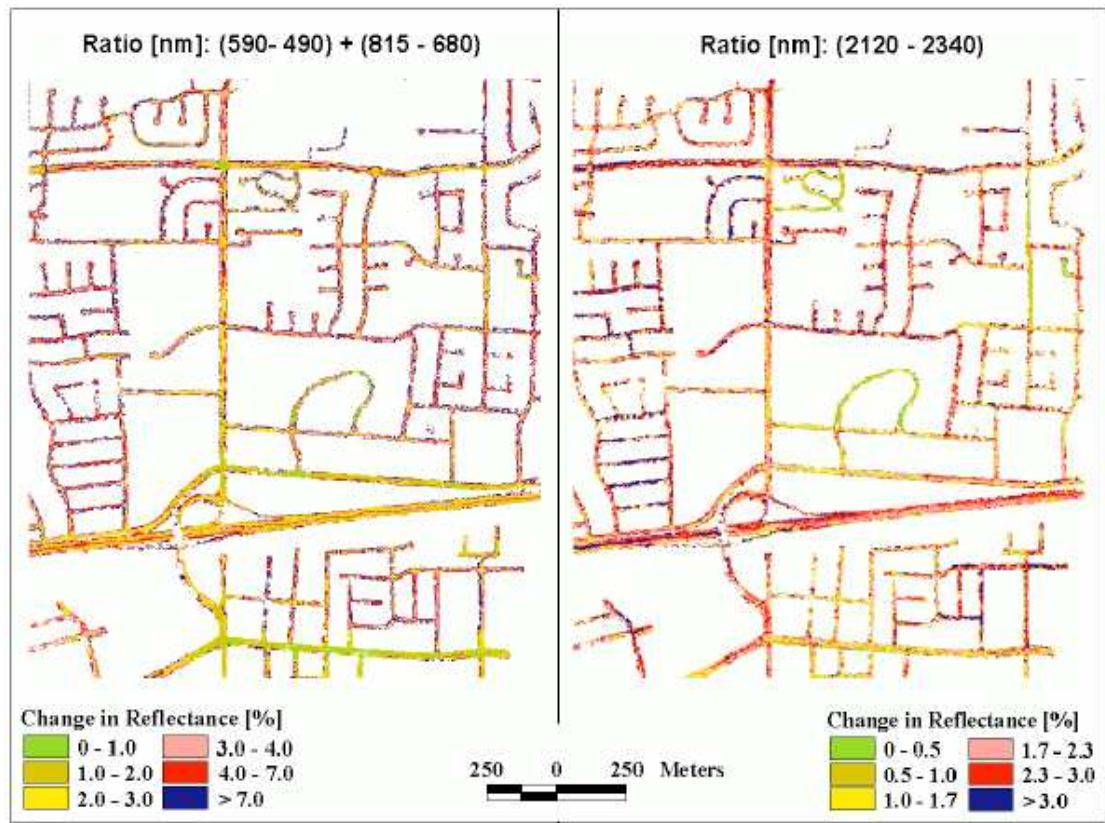 Ratio [nm]: (590- 490) + (815 - 680)
Ratio [nm]: (2120 - 2340)
Change in Reflectance [%]
0 - 1.0
3.0 - 4.0
1.0 - 2.0
4.0 - 7.0
2.0 - 3.0
> 7.0
250 0 250 Meters
Change in Reflectance [%]
0 - 0.5
1.7 - 2.3
0.5 - 1.0
2.3 - 3.0
1.0 - 1.7
>3.0